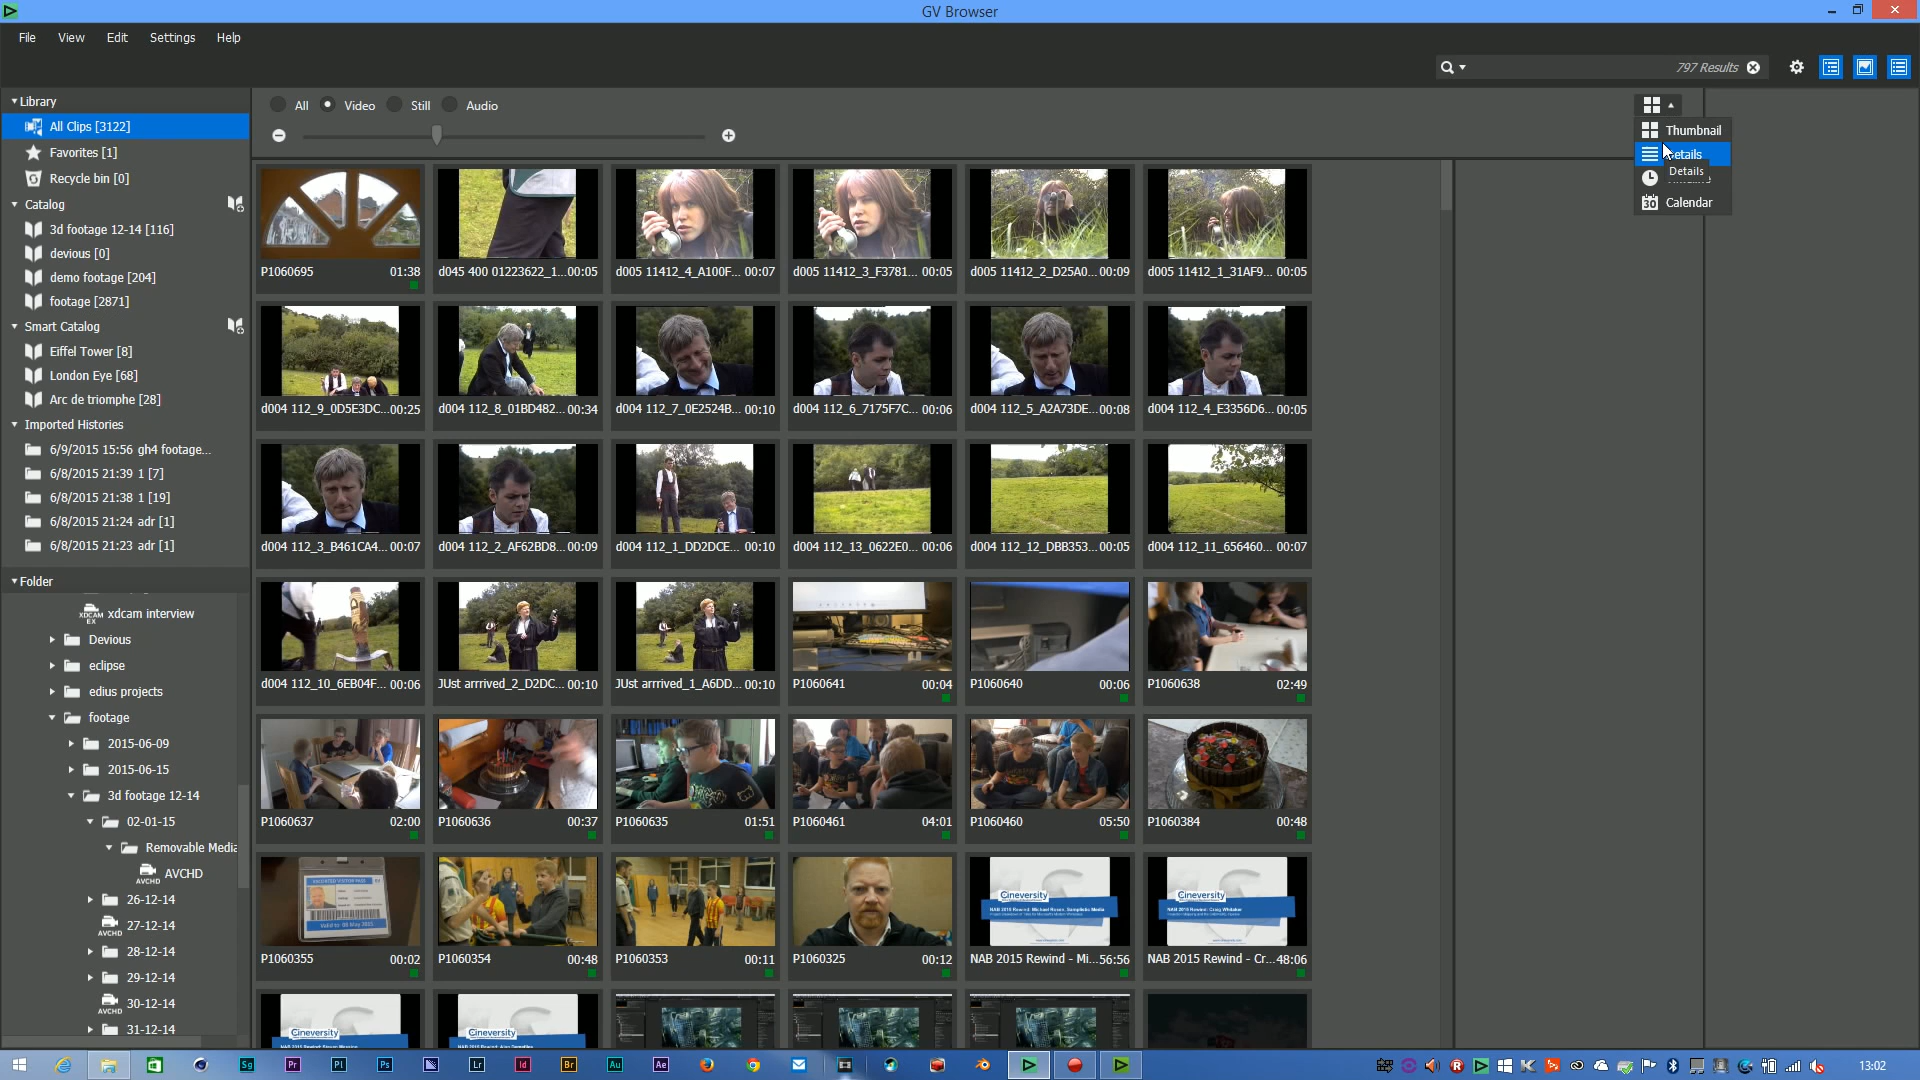 GV Browser
File View Edit Settings Help
797 Results
Library
All Clips [3122]
Favorites [1]
Recycle bin [0]
Catalog
3d footage 12-14 [116]
devious [0]
demo footage [204]
footage [2871]
Smart Catalog
Eiffel Tower [8]
London Eye [68]
Arc de triomphe [28]
Imported Histories
6/9/2015 15:56 gh4 footage...
6/8/2015 21:39 1 [7]
6/8/2015 21:38 1 [19]
6/8/2015 21:24 adr [1]
6/8/2015 21:23 adr [1]
Folder
xdcam interview
Devious
eclipse
edius projects
footage
2015-06-09
2015-06-15
3d footage 12-14
02-01-15
Removable Media
AVCHD
26-12-14
27-12-14
28-12-14
29-12-14
30-12-14
31-12-14
All Video Still Audio
Thumbnail
Details
Calendar
P1060695 01:38
d045 400 01223622_1... 00:05
d005 11412_4_A100F... 00:07
d005 11412_3_F3781... 00:05
d005 11412_2_D25A0... 00:09
d005 11412_1_31AF9... 00:05
d004 112_9_0D5E3DC... 00:25
d004 112_8_01BD482... 00:34
d004 112_7_0E2524B... 00:10
d004 112_6_7175F7C... 00:06
d004 112_5_A2A73DE... 00:08
d004 112_4_E3356D6... 00:05
d004 112_3_B461CA4... 00:07
d004 112_2_AF62BD8... 00:09
d004 112_1_DD2DCE... 00:10
d004 112_13_0622E0... 00:06
d004 112_12_DBB353... 00:05
d004 112_11_656460... 00:07
d004 112_10_6EB04F... 00:06
JUst arrrived_2_D2DC... 00:10
JUst arrrived_1_A6DD... 00:10
P1060641 00:04
P1060640 00:06
P1060638 02:49
P1060637 02:00
P1060636 00:37
P1060635 01:51
P1060461 04:01
P1060460 05:50
P1060384 00:48
P1060355 00:02
P1060354 00:48
P1060353 00:11
P1060325 00:12
Cineversity
NAB 2015 Rewind - Mi... 56:56
Cineversity
NAB 2015 Rewind - Cr... 48:06
Cineversity
Cineversity
13:02